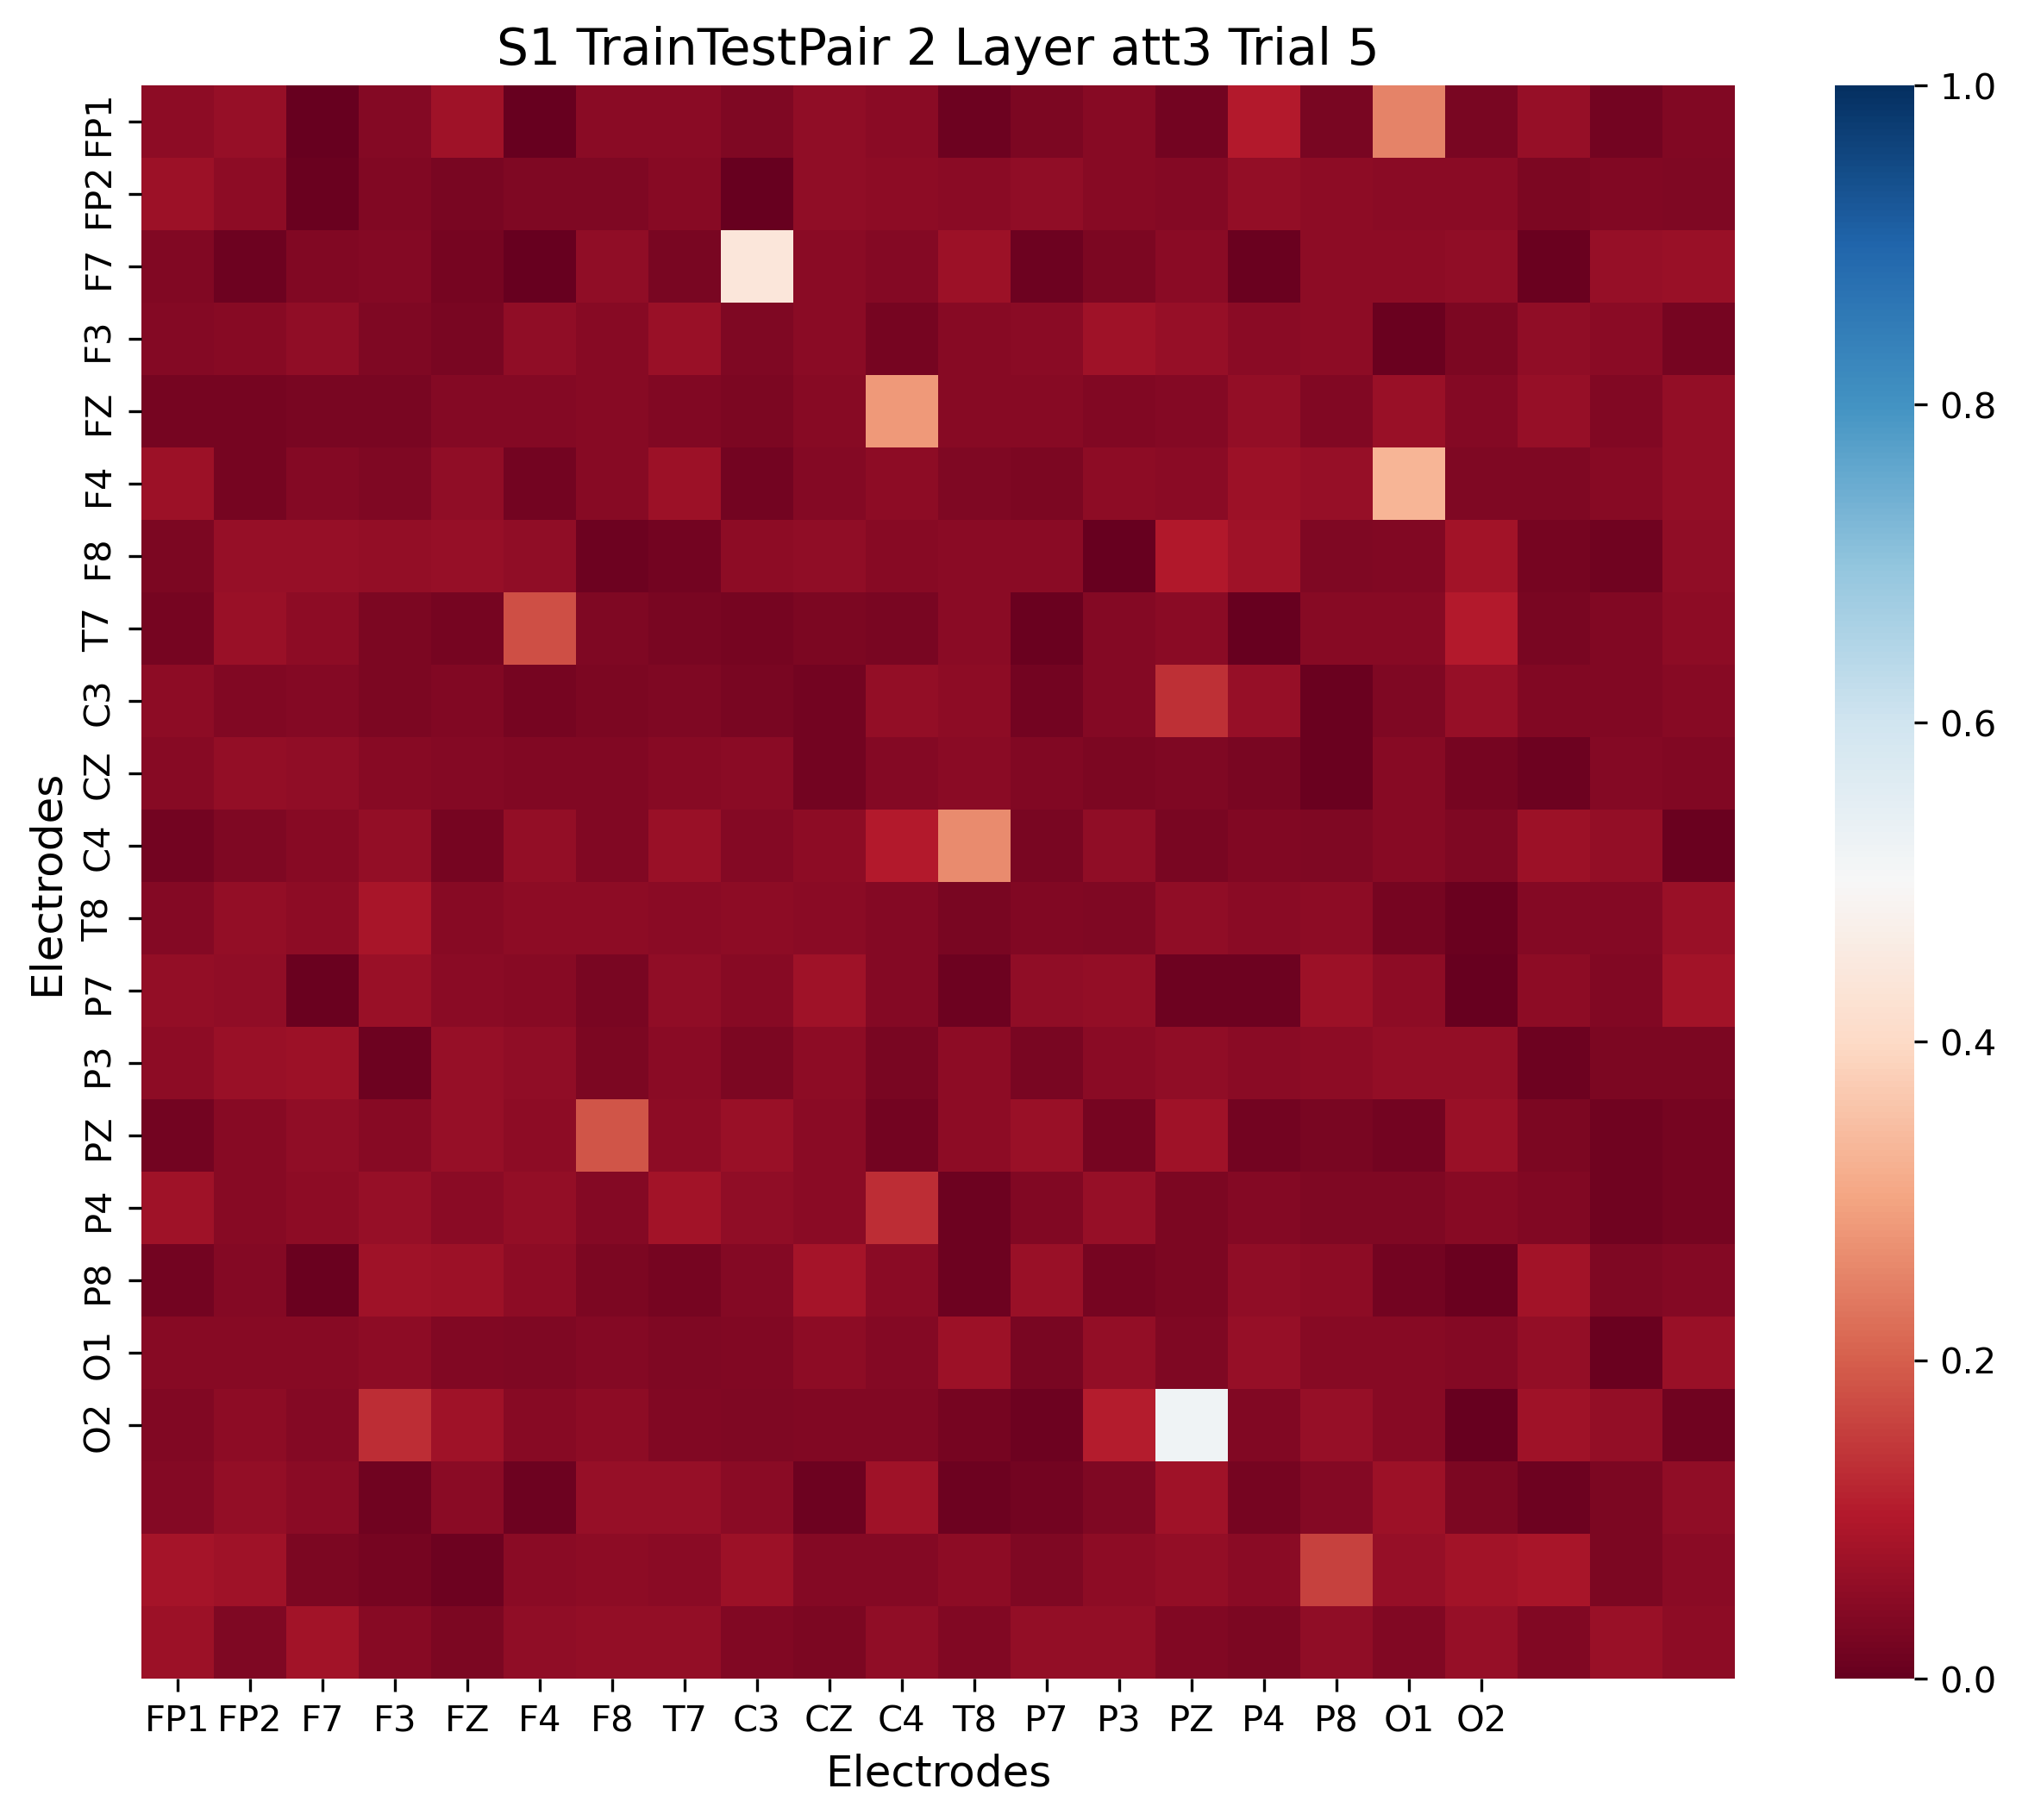 S1 TrainTestPair 2 Layer att3 Trial 5
Electrodes
FP1
FP2
F7
F3
FZ
F4
F8
T7
C3
CZ
C4
T8
P7
P3
PZ
P4
P8
O1
O2
FP1 FP2 F7 F3 FZ F4 F8 T7 C3 CZ C4 T8 P7 P3 PZ P4 P8 O1 O2
Electrodes
1.0
0.8
0.6
0.4
0.2
0.0